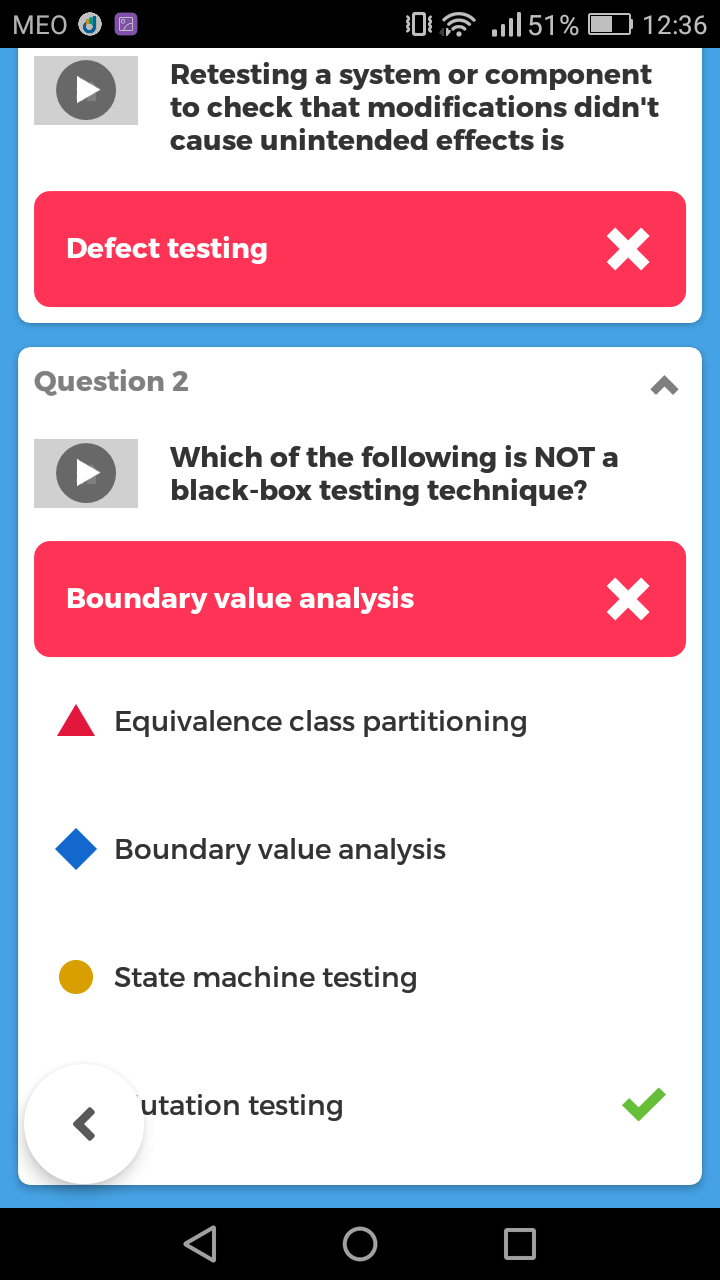 MEO 51% 12:36
Retesting a system or component
to check that modifications didn't
cause unintended effects is
Defect testing
Question 2
Which of the following is NOT a
black-box testing technique?
Boundary value analysis
Equivalence class partitioning
Boundary value analysis
State machine testing
utation testing